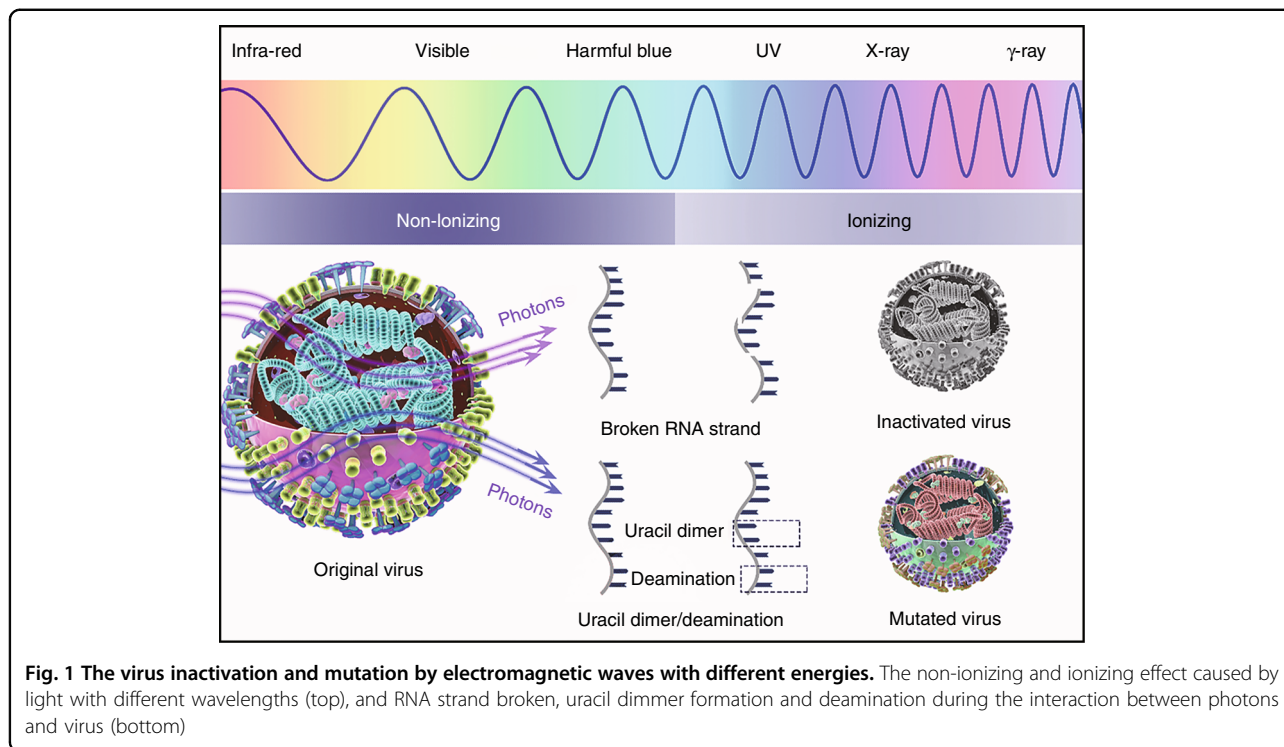 Infra-red Visible Harmful blue UV X-ray γ-ray
Non-Ionizing Ionizing
Photons
Photons
Original virus
Broken RNA strand
Inactivated virus
Uracil dimer
Deamination
Uracil dimer/deamination
Mutated virus
Fig. 1 The virus inactivation and mutation by electromagnetic waves with different energies. The non-ionizing and ionizing effect caused by
light with different wavelengths (top), and RNA strand broken, uracil dimmer formation and deamination during the interaction between photons
and virus (bottom)